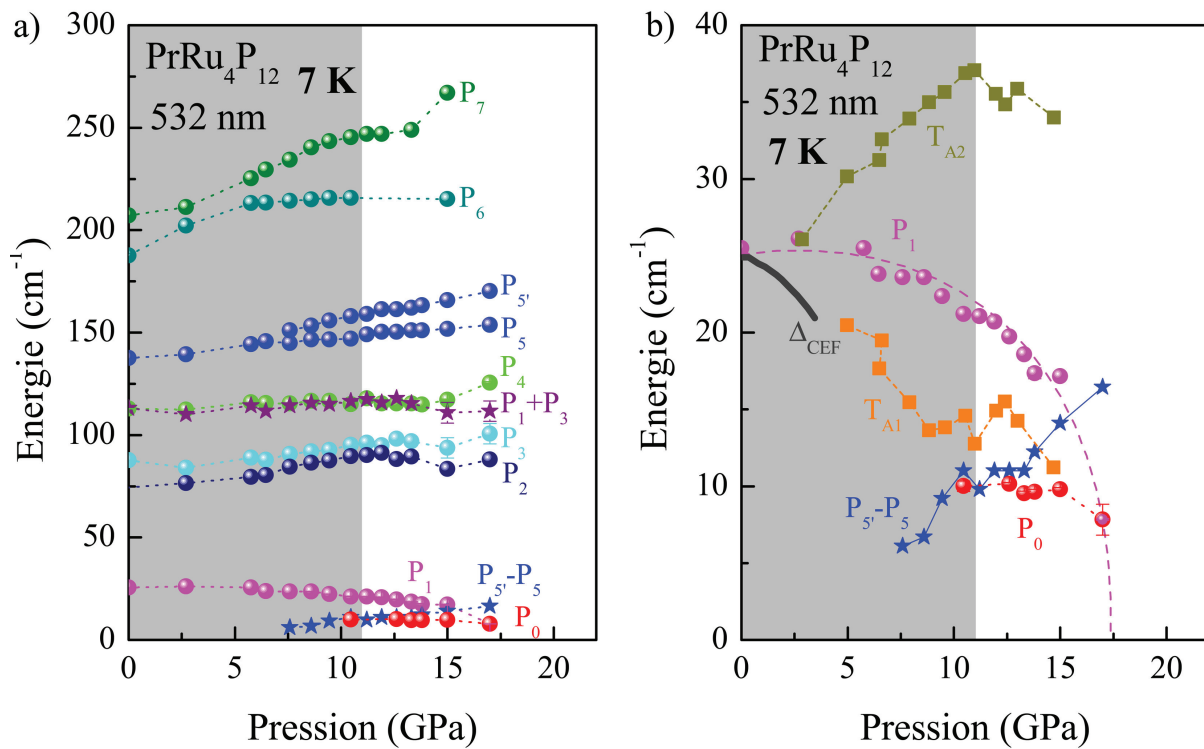 a)
PrRu₄P₁₂
7 K
532 nm
P₇
P₆
P₅'
P₅
P₄
P₁+P₃
P₃
P₂
P₁
P₅'-P₅
P₀
300
250
200
150
100
50
0
Energie (cm⁻¹)
0 5 10 15 20
Pression (GPa)
b)
PrRu₄P₁₂
532 nm
7 K
T_A2
P₁
Δ_CEF
T_A1
P₅'-P₅
P₀
40
30
20
10
0
Energie (cm⁻¹)
0 5 10 15 20
Pression (GPa)